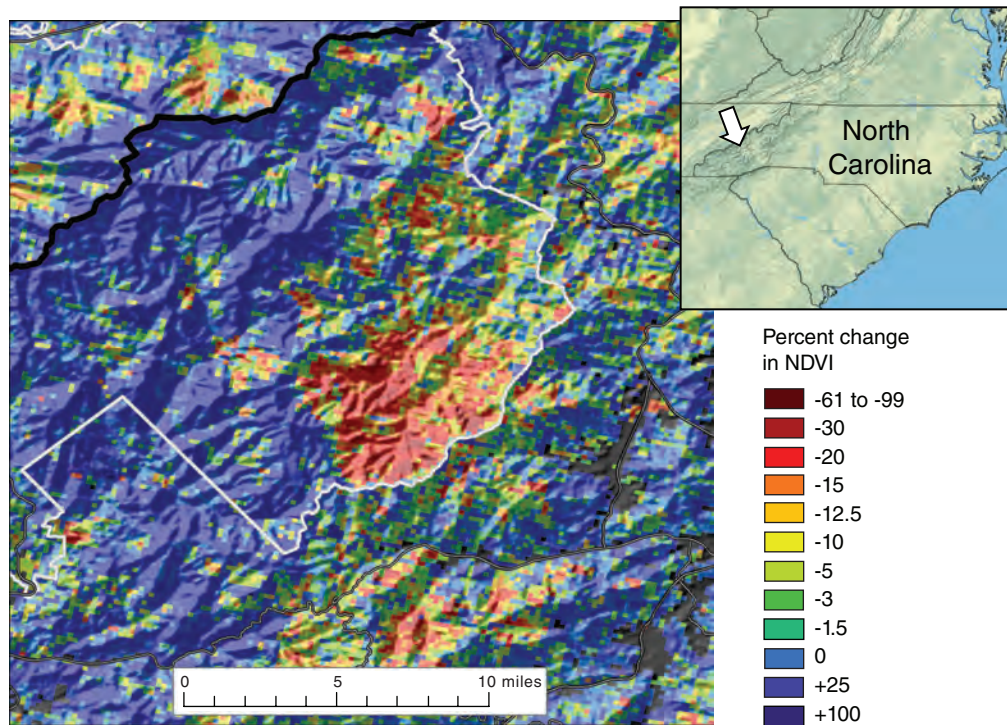 North
Carolina
Percent change
in NDVI
-61 to -99
-30
-20
-15
-12.5
-10
-5
-3
-1.5
0
+25
+100
0 5 10 miles